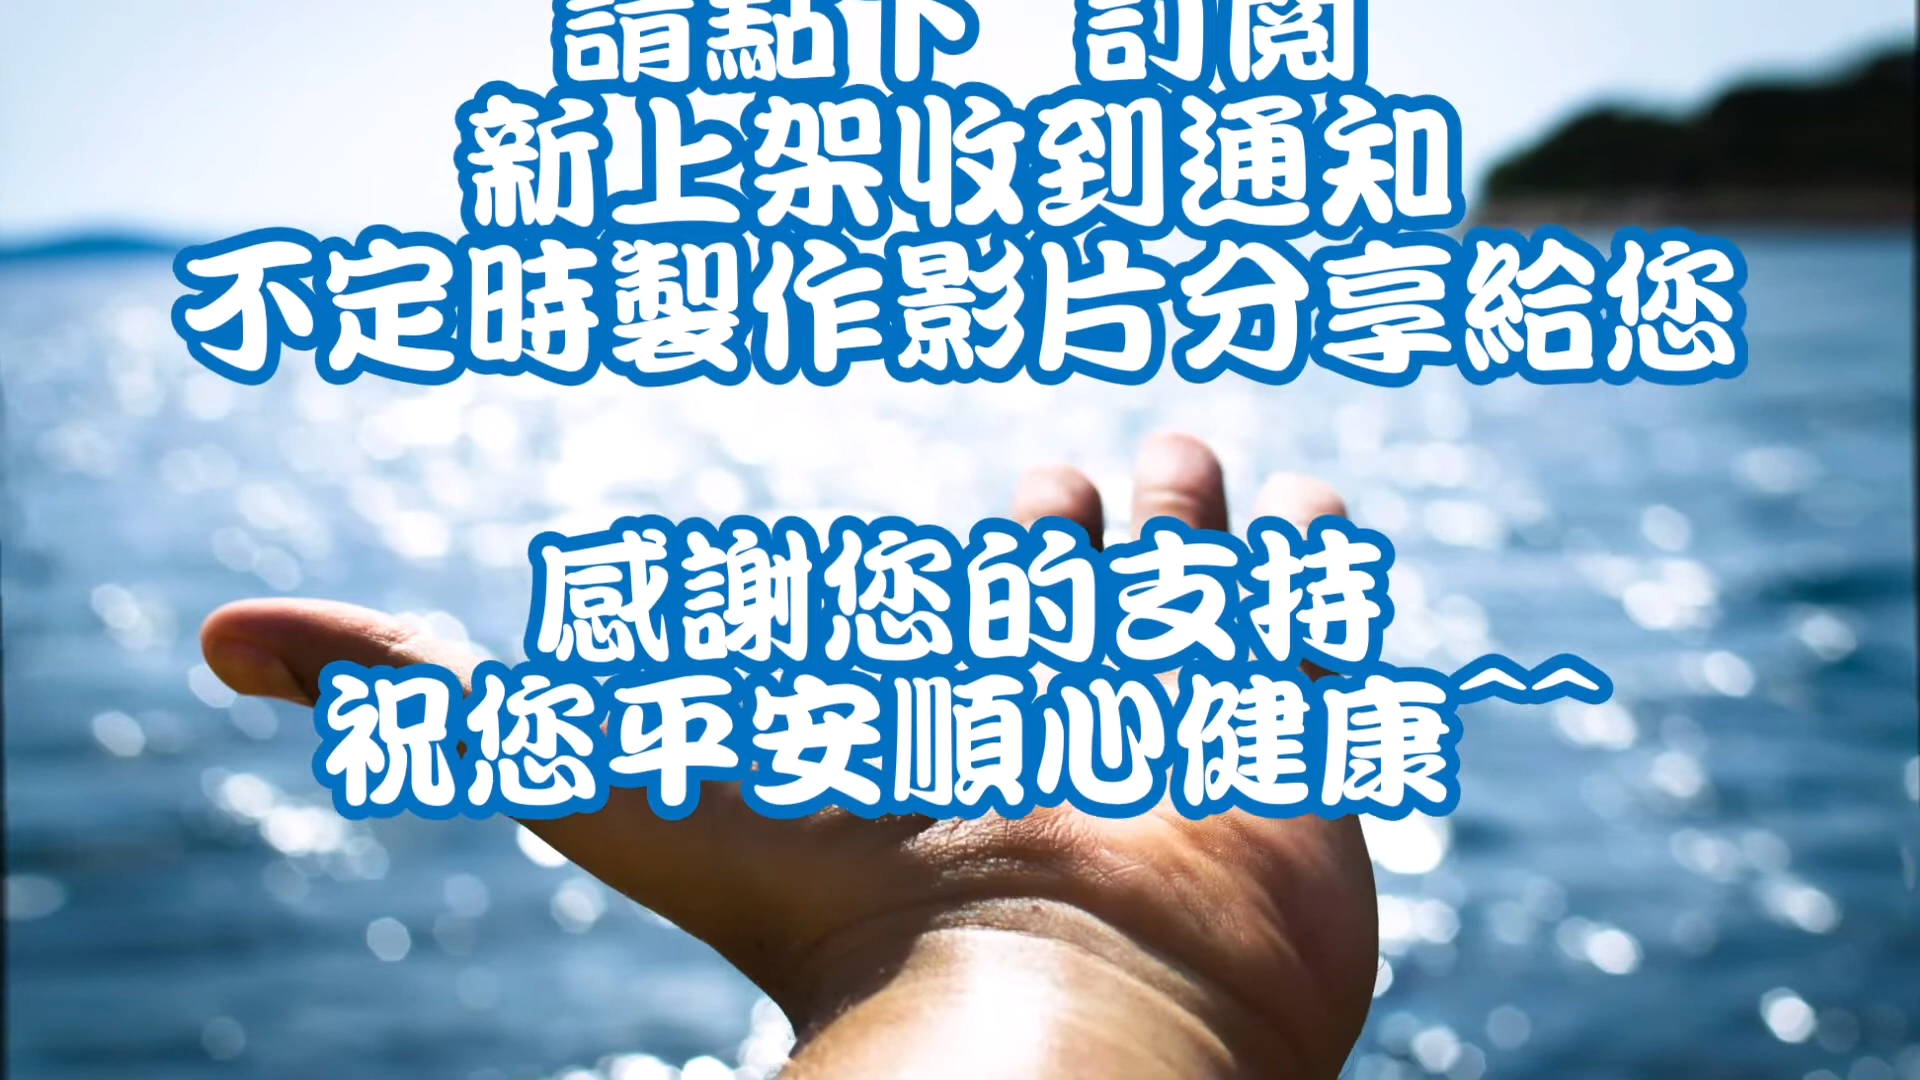 請點下 訂閱
新上架收到通知
不定時製作影片分享給您
感謝您的支持
祝您平安順心健康^^